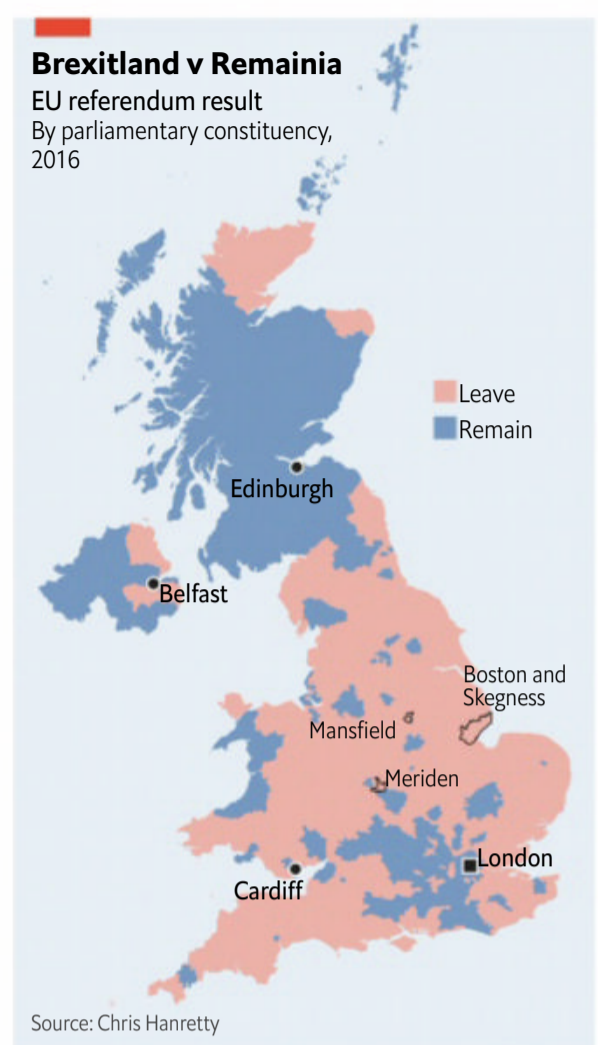 Brexitland v Remainia
EU referendum result
By parliamentary constituency,
2016
Leave
Remain
Edinburgh
Belfast
Boston and
Skegness
Mansfield
Meriden
London
Cardiff
Source: Chris Hanretty